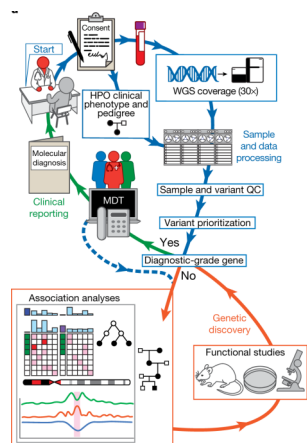 Consent
Start
WGS coverage (30×)
HPO clinical
phenotype and
pedigree
Sample
and data
processing
Molecular
diagnosis
Clinical
reporting
MDT
Sample and variant QC
Variant prioritization
Yes
Diagnostic-grade gene
No
Association analyses
Genetic
discovery
Functional studies